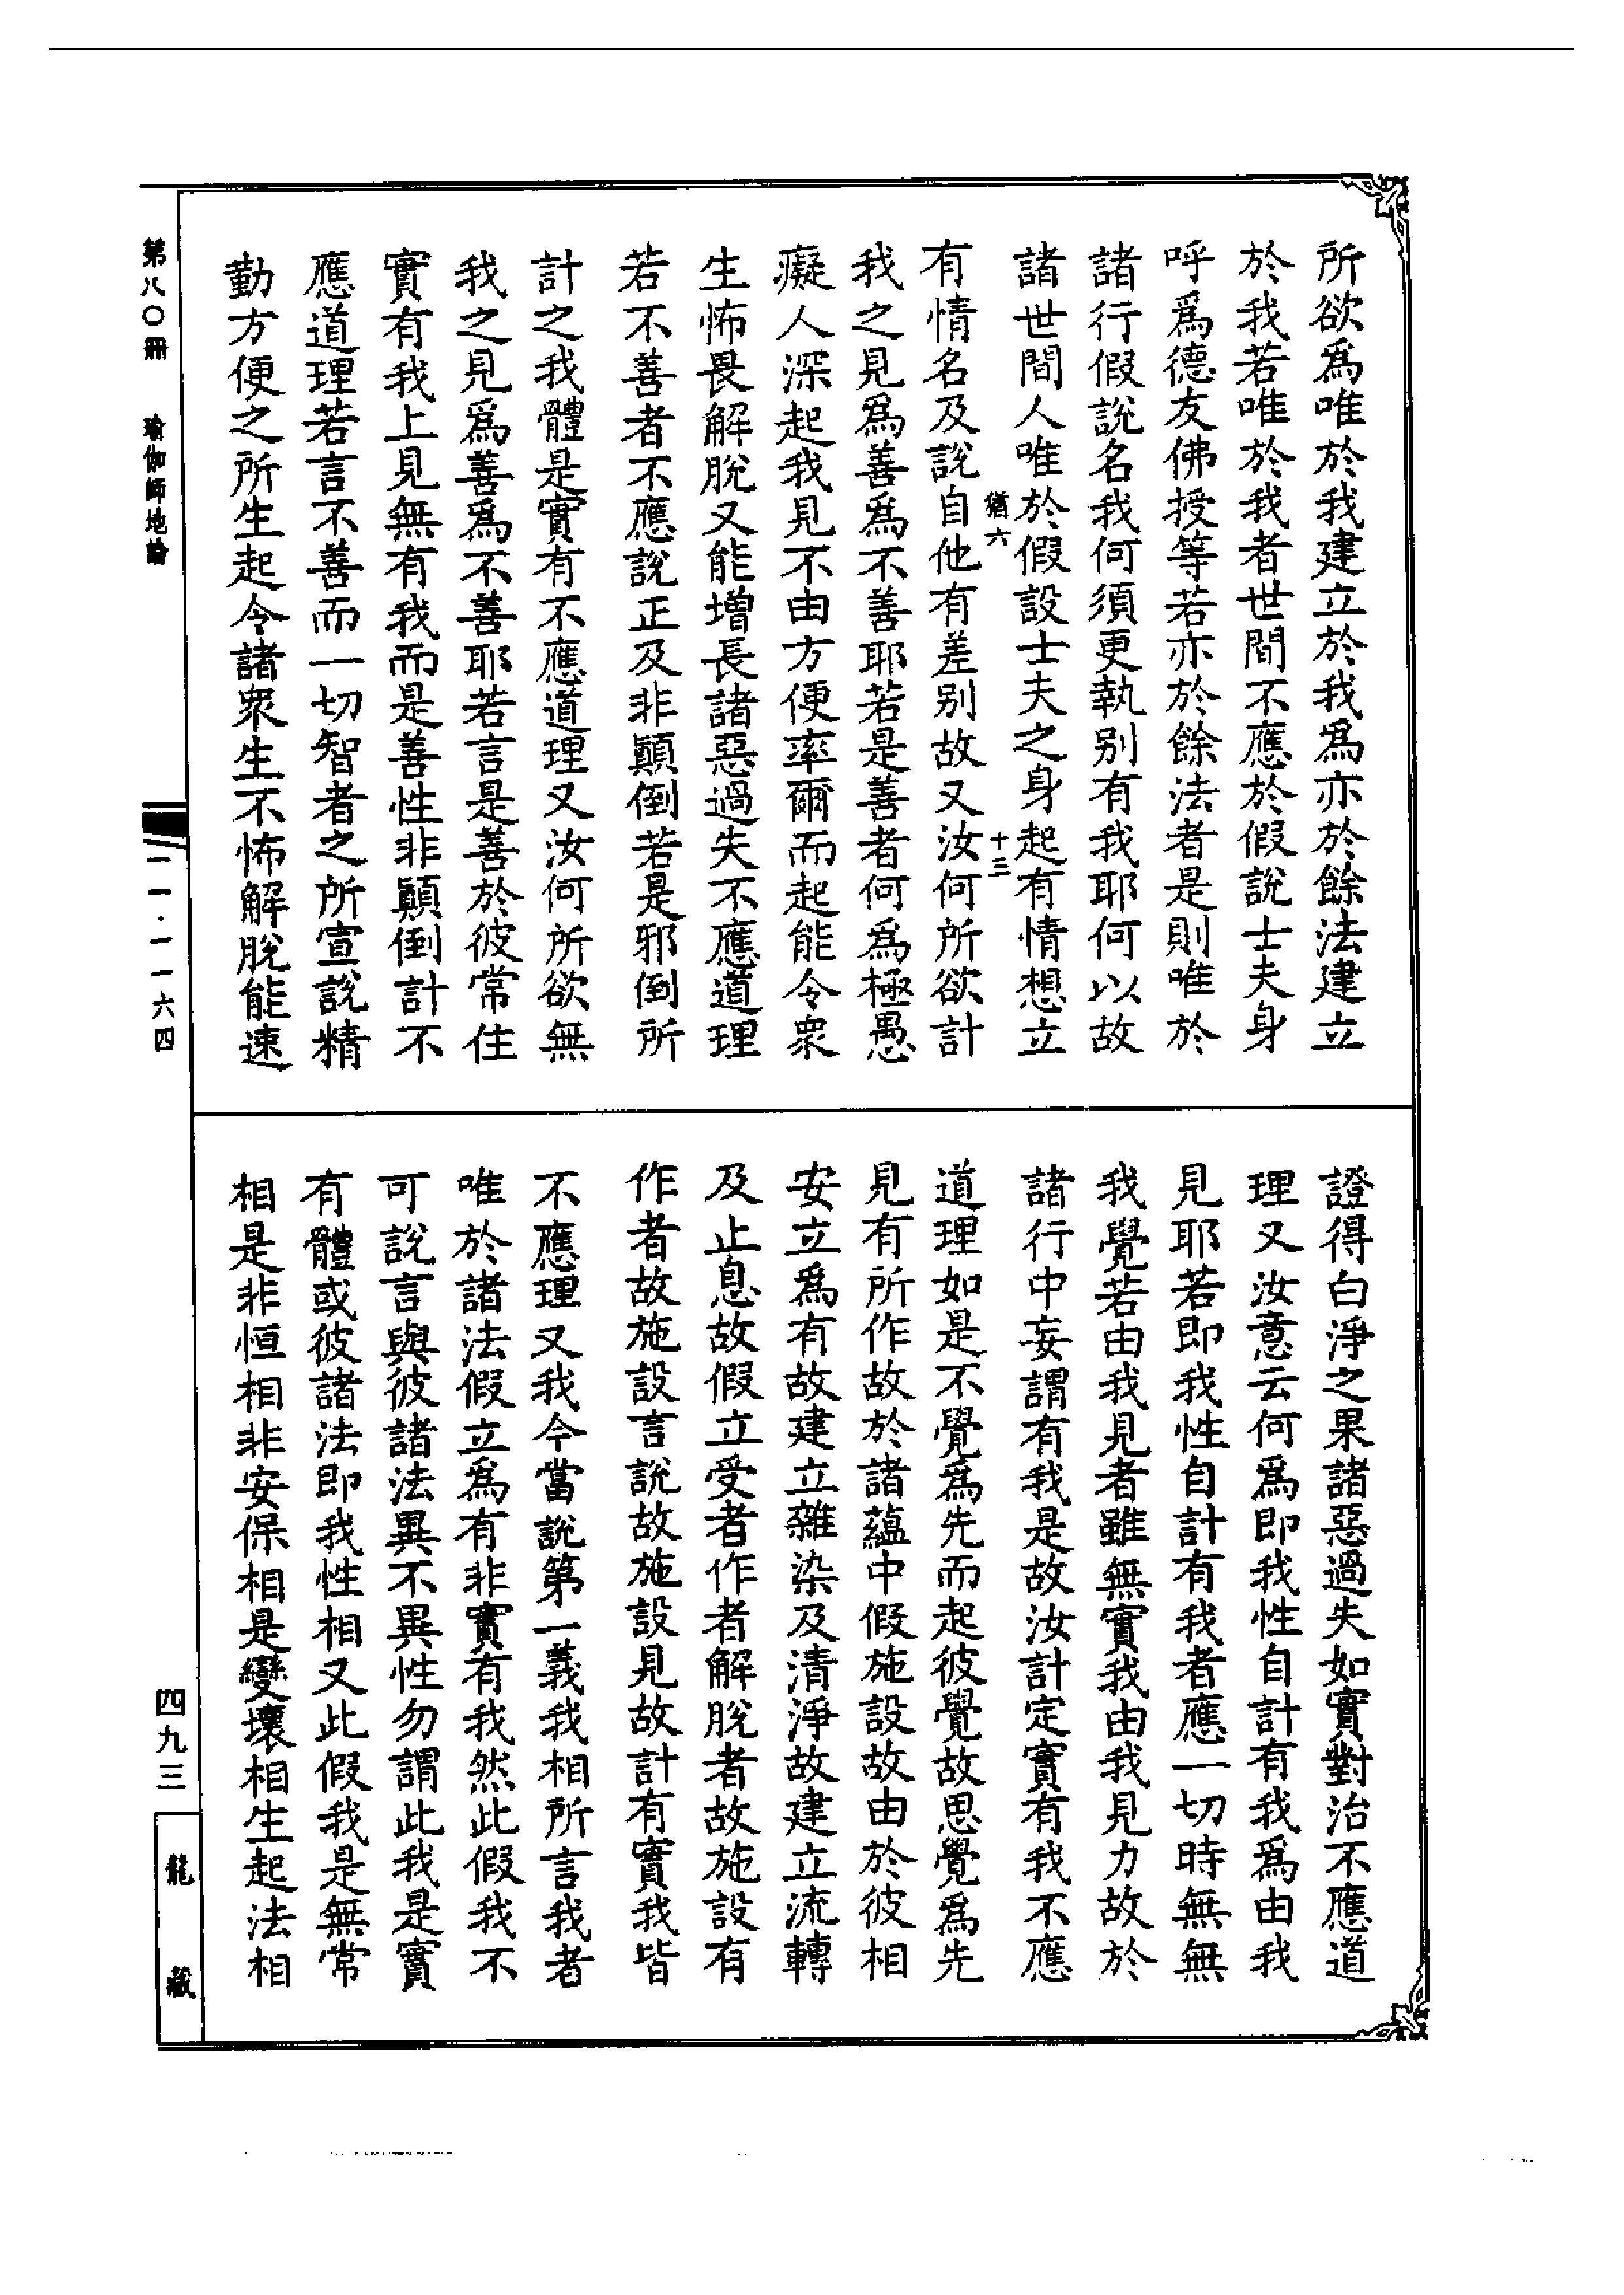 所欲爲唯於我建立於我爲亦於餘法建立
於我若唯於我者世間不應於假說士夫身
呼爲德友佛授等若亦於餘法者是則唯於
諸行假說名我何須更執别有我耶何以故
諸世間人唯於假設士夫之身起有情想立
猶六 十三
有情名及說自他有差别故又汝何所欲計
我之見爲善爲不善耶若是善者何爲極愚
癡人深起我見不由方便率爾而起能令衆
生怖畏解脫又能增長諸惡過失不應道理
若不善者不應說正及非顚倒若是邪倒所
計之我體是實有不應道理又汝何所欲無
我之見爲善爲不善耶若言是善於彼常住
實有我上見無有我而是善性非顚倒計不
應道理若言不善而一切智者之所宣說精
勤方便之所生起令諸衆生不怖解脫能速
證得白淨之果諸惡過失如實對治不應道
理又汝意云何爲即我性自計有我爲由我
見耶若即我性自計有我者應一切時無無
我覺若由我見者雖無實我由我見力故於
諸行中妄謂有我是故汝計定實有我不應
道理如是不覺爲先而起彼覺故思覺爲先
見有所作故於諸蘊中假施設故由於彼相
安立爲有故建立雜染及清淨故建立流轉
及止息故假立受者作者解脫者故施設有
作者故施設言說故施設見故計有實我皆
不應理又我今當說第一義我相所言我者
唯於諸法假立爲有非實有我然此假我不
可說言與彼諸法異不異性勿謂此我是實
有體或彼諸法即我性相又此假我是無常
相是非恒相非安保相是變壞相生起法相
第八〇冊 瑜伽師地論
一一·一一六四
四九三
龍藏